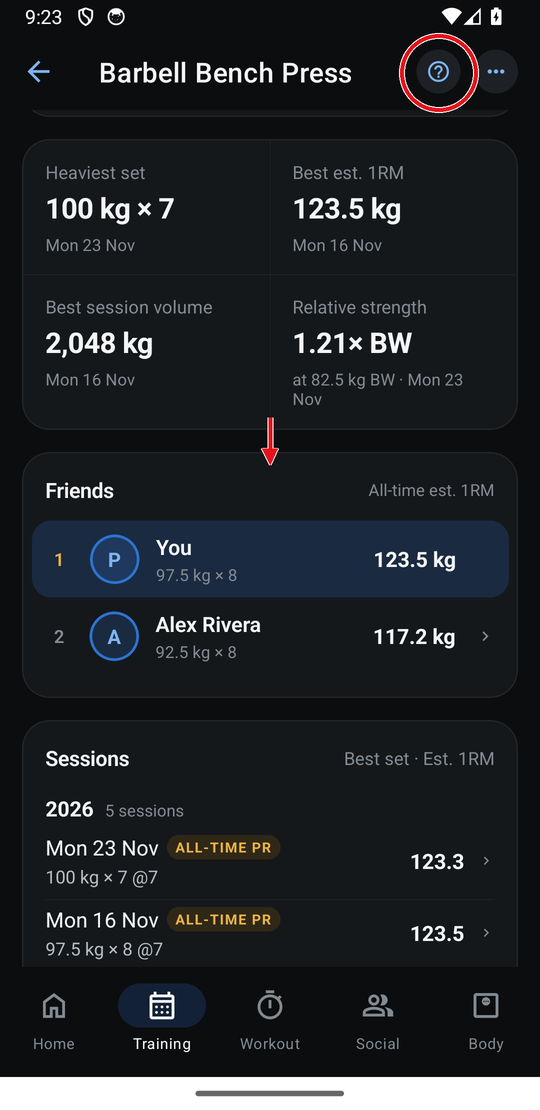 9:23
Barbell Bench Press
Heaviest set
100 kg × 7
Mon 23 Nov
Best est. 1RM
123.5 kg
Mon 16 Nov
Best session volume
2,048 kg
Mon 16 Nov
Relative strength
1.21× BW
at 82.5 kg BW · Mon 23
Nov
Friends
All-time est. 1RM
1
P
You
97.5 kg × 8
123.5 kg
2
A
Alex Rivera
92.5 kg × 8
117.2 kg
Sessions
Best set · Est. 1RM
2026 5 sessions
Mon 23 Nov ALL-TIME PR
100 kg × 7 @7
123.3
Mon 16 Nov ALL-TIME PR
97.5 kg × 8 @7
123.5
Home
Training
Workout
Social
Body